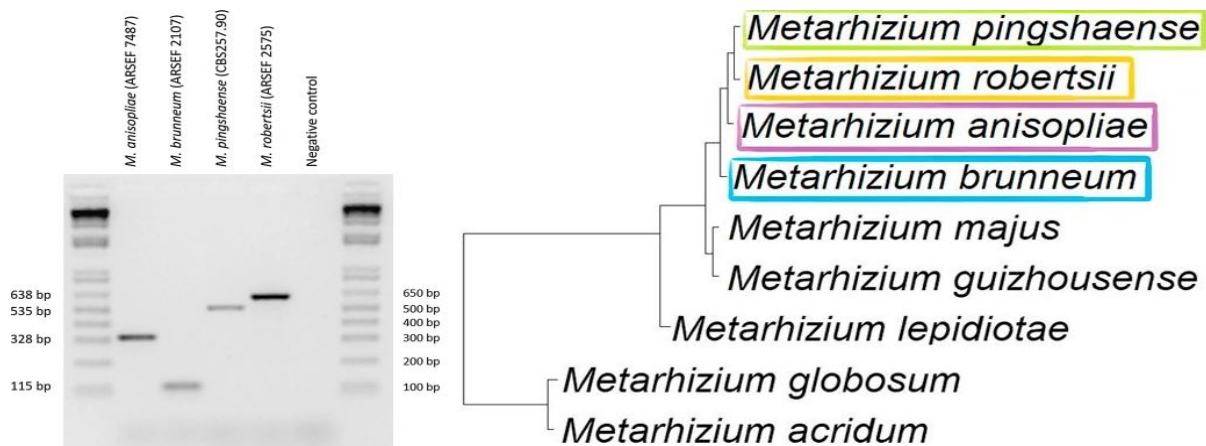 M. anisopliae (ARSEF 7487)
M. brunneum (ARSEF 2107)
M. pingshaense (CBS257.90)
M. robertsii (ARSEF 2575)
Negative control
638 bp
535 bp
328 bp
115 bp
650 bp
500 bp
400 bp
300 bp
200 bp
100 bp
Metarhizium pingshaense
Metarhizium robertsii
Metarhizium anisopliae
Metarhizium brunneum
Metarhizium majus
Metarhizium guizhousense
Metarhizium lepidiotae
Metarhizium globosum
Metarhizium acridum